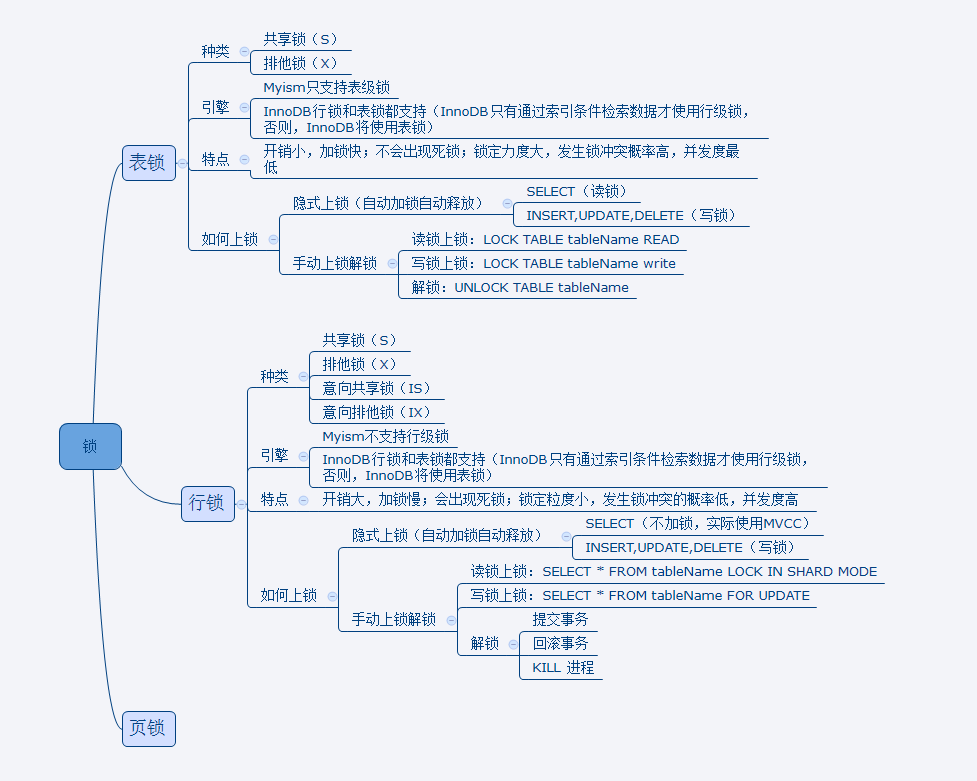 锁
表锁
种类
共享锁（S）
排他锁（X）
引擎
Myism只支持表级锁
InnoDB行锁和表锁都支持（InnoDB只有通过索引条件检索数据才使用行级锁，
否则，InnoDB将使用表锁）
特点
开销小，加锁快；不会出现死锁；锁定力度大，发生锁冲突概率高，并发度最
低
如何上锁
隐式上锁（自动加锁自动释放）
SELECT（读锁）
INSERT,UPDATE,DELETE（写锁）
手动上锁解锁
读锁上锁：LOCK TABLE tableName READ
写锁上锁：LOCK TABLE tableName write
解锁：UNLOCK TABLE tableName
行锁
种类
共享锁（S）
排他锁（X）
意向共享锁（IS）
意向排他锁（IX）
引擎
Myism不支持行级锁
InnoDB行锁和表锁都支持（InnoDB只有通过索引条件检索数据才使用行级锁，
否则，InnoDB将使用表锁）
特点
开销大，加锁慢；会出现死锁；锁定粒度小，发生锁冲突的概率低，并发度高
如何上锁
隐式上锁（自动加锁自动释放）
SELECT（不加锁，实际使用MVCC）
INSERT,UPDATE,DELETE（写锁）
手动上锁解锁
读锁上锁：SELECT * FROM tableName LOCK IN SHARD MODE
写锁上锁：SELECT * FROM tableName FOR UPDATE
解锁
提交事务
回滚事务
KILL 进程
页锁